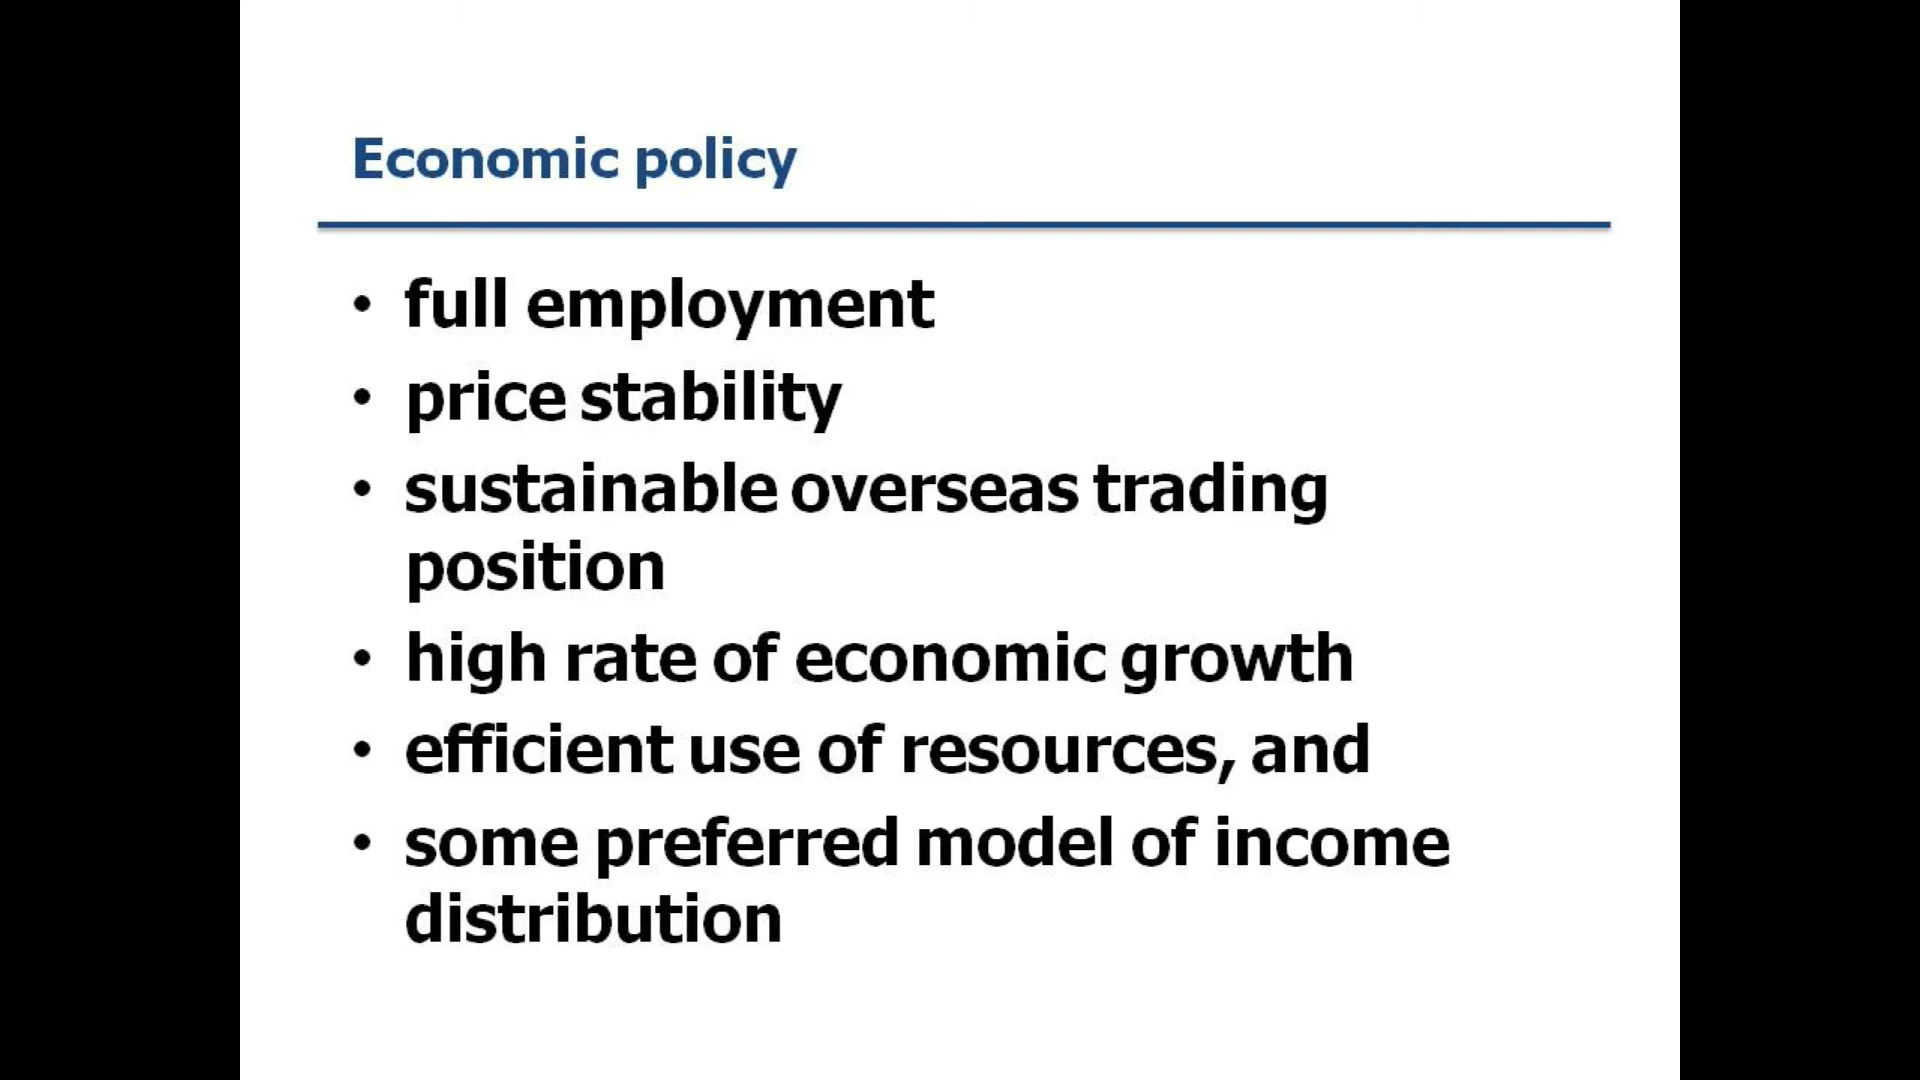 Economic policy
• full employment
• price stability
• sustainable overseas trading
position
• high rate of economic growth
• efficient use of resources, and
• some preferred model of income
distribution